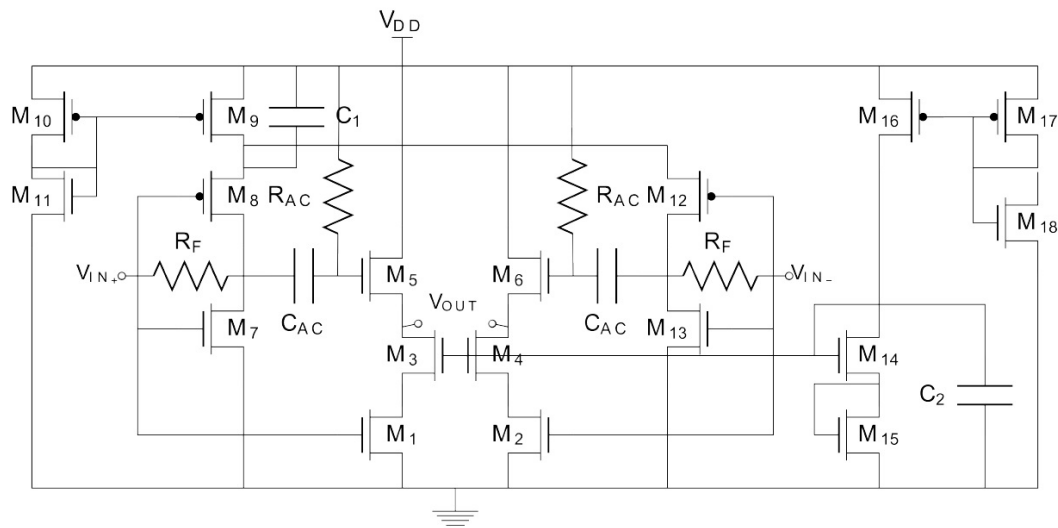 VDD
M10
M9
C1
M16
M17
M11
M8
RAC
RAC
M12
M18
RF
RF
VIN+
M5
M6
VIN−
VOUT
CAC
CAC
M7
M13
M3
M4
M14
C2
M1
M2
M15